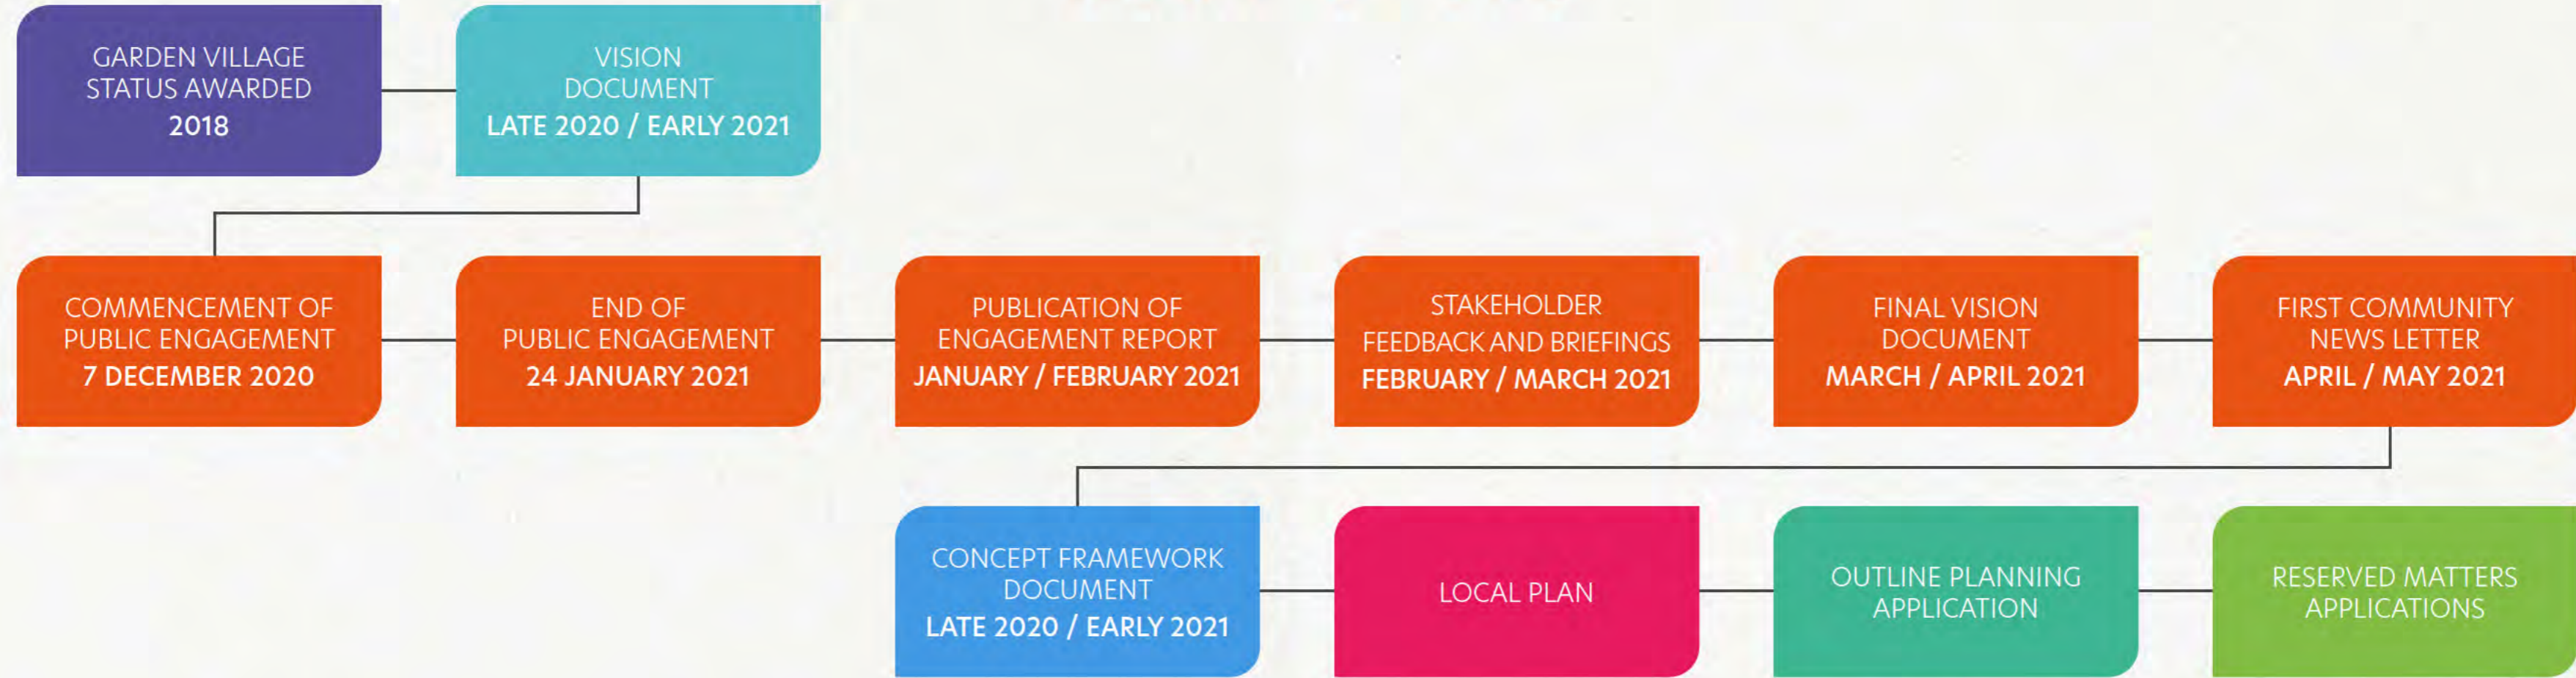 GARDEN VILLAGE
STATUS AWARDED
2018
VISION
DOCUMENT
LATE 2020 / EARLY 2021
COMMENCEMENT OF
PUBLIC ENGAGEMENT
7 DECEMBER 2020
END OF
PUBLIC ENGAGEMENT
24 JANUARY 2021
PUBLICATION OF
ENGAGEMENT REPORT
JANUARY / FEBRUARY 2021
STAKEHOLDER
FEEDBACK AND BRIEFINGS
FEBRUARY / MARCH 2021
FINAL VISION
DOCUMENT
MARCH / APRIL 2021
FIRST COMMUNITY
NEWS LETTER
APRIL / MAY 2021
CONCEPT FRAMEWORK
DOCUMENT
LATE 2020 / EARLY 2021
LOCAL PLAN
OUTLINE PLANNING
APPLICATION
RESERVED MATTERS
APPLICATIONS